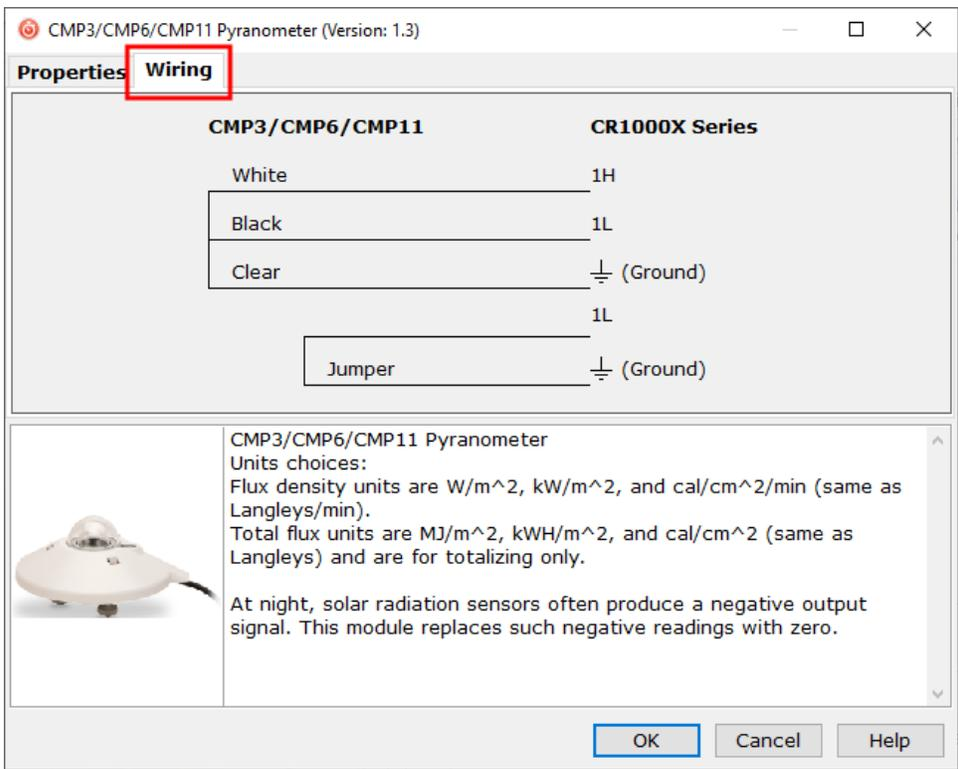 CMP3/CMP6/CMP11 Pyranometer (Version: 1.3)
Properties Wiring
CMP3/CMP6/CMP11 CR1000X Series
White 1H
Black 1L
Clear (Ground)
1L
Jumper (Ground)
CMP3/CMP6/CMP11 Pyranometer
Units choices:
Flux density units are W/m^2, kW/m^2, and cal/cm^2/min (same as
Langleys/min).
Total flux units are MJ/m^2, kWH/m^2, and cal/cm^2 (same as
Langleys) and are for totalizing only.
At night, solar radiation sensors often produce a negative output
signal. This module replaces such negative readings with zero.
OK Cancel Help